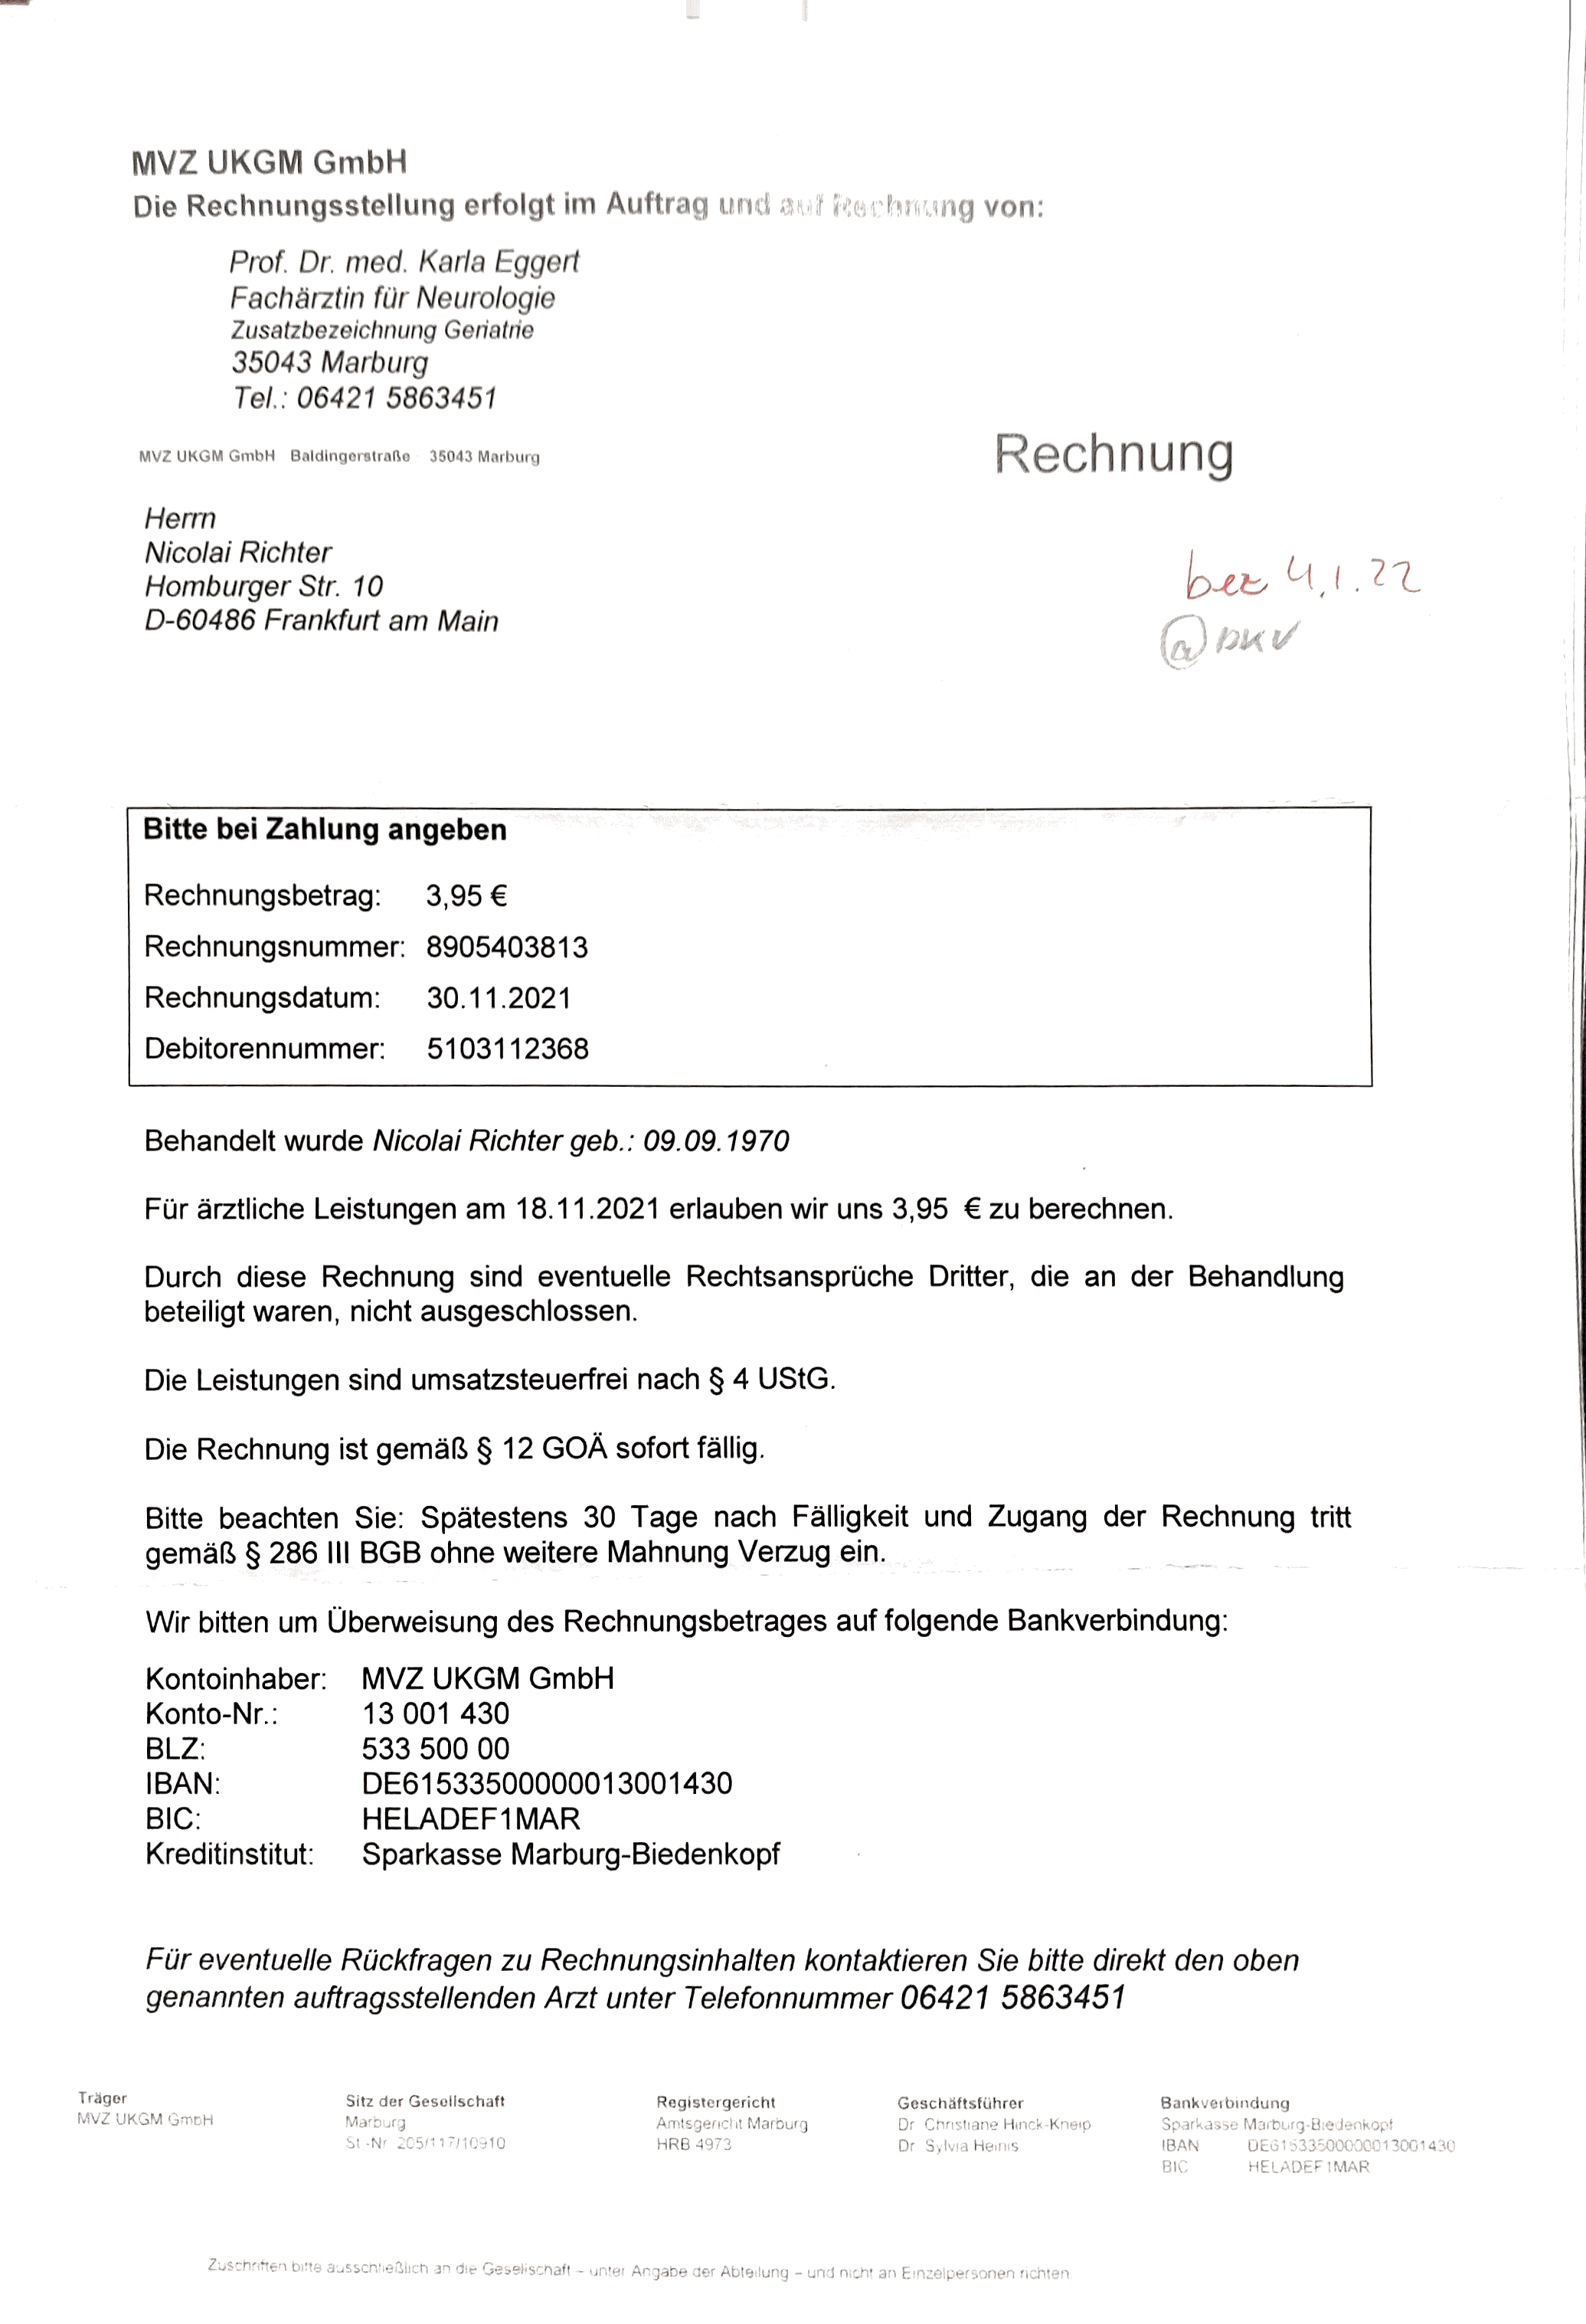 MVZ UKGM GmbH
Die Rechnungsstellung erfolgt im Auftrag und auf Rechnung von:
Prof. Dr. med. Karla Eggert
Fachärztin für Neurologie
Zusatzbezeichnung Geriatrie
35043 Marburg
Tel.: 06421 5863451
MVZ UKGM GmbH Baldingerstraße 35043 Marburg
Rechnung
Herrn
Nicolai Richter
Homburger Str. 10
D-60486 Frankfurt am Main
bez 4.1.22
@ DKV
Bitte bei Zahlung angeben
Rechnungsbetrag: 3,95 €
Rechnungsnummer: 8905403813
Rechnungsdatum: 30.11.2021
Debitorennummer: 5103112368
Behandelt wurde Nicolai Richter geb.: 09.09.1970
Für ärztliche Leistungen am 18.11.2021 erlauben wir uns 3,95 € zu berechnen.
Durch diese Rechnung sind eventuelle Rechtsansprüche Dritter, die an der Behandlung
beteiligt waren, nicht ausgeschlossen.
Die Leistungen sind umsatzsteuerfrei nach § 4 UStG.
Die Rechnung ist gemäß § 12 GOÄ sofort fällig.
Bitte beachten Sie: Spätestens 30 Tage nach Fälligkeit und Zugang der Rechnung tritt
gemäß § 286 III BGB ohne weitere Mahnung Verzug ein.
Wir bitten um Überweisung des Rechnungsbetrages auf folgende Bankverbindung:
Kontoinhaber: MVZ UKGM GmbH
Konto-Nr.: 13 001 430
BLZ: 533 500 00
IBAN: DE61533500000013001430
BIC: HELADEF1MAR
Kreditinstitut: Sparkasse Marburg-Biedenkopf
Für eventuelle Rückfragen zu Rechnungsinhalten kontaktieren Sie bitte direkt den oben
genannten auftragsstellenden Arzt unter Telefonnummer 06421 5863451
Träger
MVZ UKGM GmbH
Sitz der Gesellschaft
Marburg
St-Nr 205/117/10910
Registergericht
Amtsgericht Marburg
HRB 4973
Geschäftsführer
Dr Christiane Hinck-Kneip
Dr Sylvia Heinis
Bankverbindung
Sparkasse Marburg-Biedenkopf
IBAN DE61533500000013001430
BIC HELADEF1MAR
Zuschriften bitte ausschließlich an die Gesellschaft – unter Angabe der Abteilung – und nicht an Einzelpersonen richten